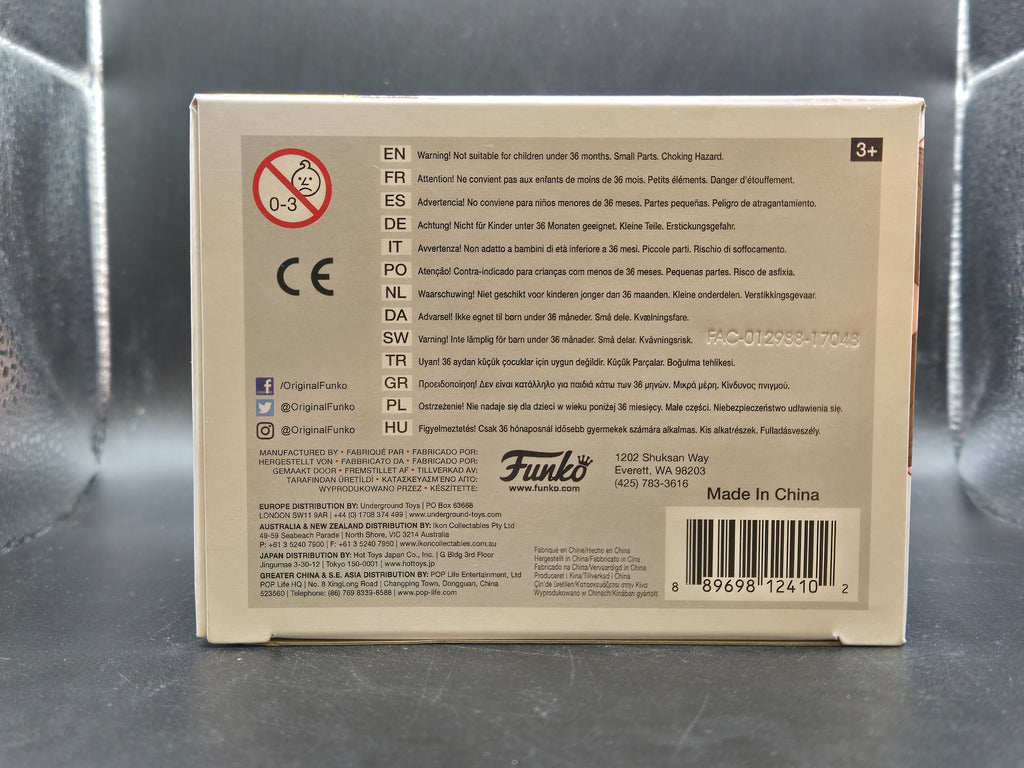 0-3
CE
EN Warning! Not suitable for children under 36 months. Small Parts. Choking Hazard.
3+
FR Attention! Ne convient pas aux enfants de moins de 36 mois. Petits éléments. Danger d'étouffement.
ES Advertencia! No conviene para niños menores de 36 meses. Partes pequeñas. Peligro de atragantamiento.
DE Achtung! Nicht für Kinder unter 36 Monaten geeignet. Kleine Teile. Erstickungsgefahr.
IT Avvertenza! Non adatto a bambini di età inferiore a 36 mesi. Piccole parti. Rischio di soffocamento.
PO Atenção! Contra-indicado para crianças com menos de 36 meses. Pequenas partes. Risco de asfixia.
NL Waarschuwing! Niet geschikt voor kinderen jonger dan 36 maanden. Kleine onderdelen. Verstikkingsgevaar.
DA Advarsel! Ikke egnet til børn under 36 måneder. Små dele. Kvælningsfare.
SW Varning! Inte lämplig för barn under 36 månader. Små delar. Kvävningsrisk.
FAC-012988-17048
TR Uyarı! 36 aydan küçük çocuklar için uygun değildir. Küçük Parçalar. Boğulma tehlikesi.
GR Προειδοποίηση! Δεν είναι κατάλληλο για παιδιά κάτω των 36 μηνών. Μικρά μέρη. Κίνδυνος πνιγμού.
PL Ostrzeżenie! Nie nadaje się dla dzieci w wieku poniżej 36 miesięcy. Małe części. Niebezpieczeństwo udławienia się.
HU Figyelmeztetés! Csak 36 hónaposnál idősebb gyermekek számára alkalmas. Kis alkatrészek. Fulladásveszély.
/OriginalFunko
@OriginalFunko
@OriginalFunko
MANUFACTURED BY • FABRIQUÉ PAR • FABRICADO POR:
HERGESTELLT VON • FABBRICATO DA • FABRICADO POR:
GEMAAKT DOOR • FREMSTILLET AF • TILLVERKAD AV:
TARAFINDAN ÜRETİLDİ • ΚΑΤΑΣΚΕΥΑΣΜΈΝΟ ΑΠΌ:
WYPRODUKOWANO PRZEZ • KÉSZÍTETTE:
Funko
www.funko.com
1202 Shuksan Way
Everett, WA 98203
(425) 783-3616
Made In China
EUROPE DISTRIBUTION BY: Underground Toys | PO Box 63668
LONDON SW11 9AR | +44 (0) 1708 374 499 | www.underground-toys.com
AUSTRALIA & NEW ZEALAND DISTRIBUTION BY: Ikon Collectables Pty Ltd
49-59 Seabeach Parade | North Shore, VIC 3214 Australia
P: +61 3 5240 7900 | F: +61 3 5240 7950 | www.ikoncollectables.com.au
JAPAN DISTRIBUTION BY: Hot Toys Japan Co., Inc. | G Bldg 3rd Floor
Jingumae 3-30-12 | Tokyo 150-0001 | www.hottoys.jp
GREATER CHINA & S.E. ASIA DISTRIBUTION BY: POP Life Entertainment, Ltd
POP Life HQ | No. 8 XingLong Road | Changping Town, Dongguan, China
523560 | Telephone: (86) 769 8339-8588 | www.pop-life.com
Fabriqué en Chine/Hecho en China
Hergestellt in China/Fabbricato in Cina
Fabricado na China/Vervaardigd in China
Produceret i Kina/Tillverkad i China
Çin de üretilen/Κατασκευάζεται στην Κίνα
Wyprodukowano w Chinach/Kinában gyártott
8 89698 12410 2